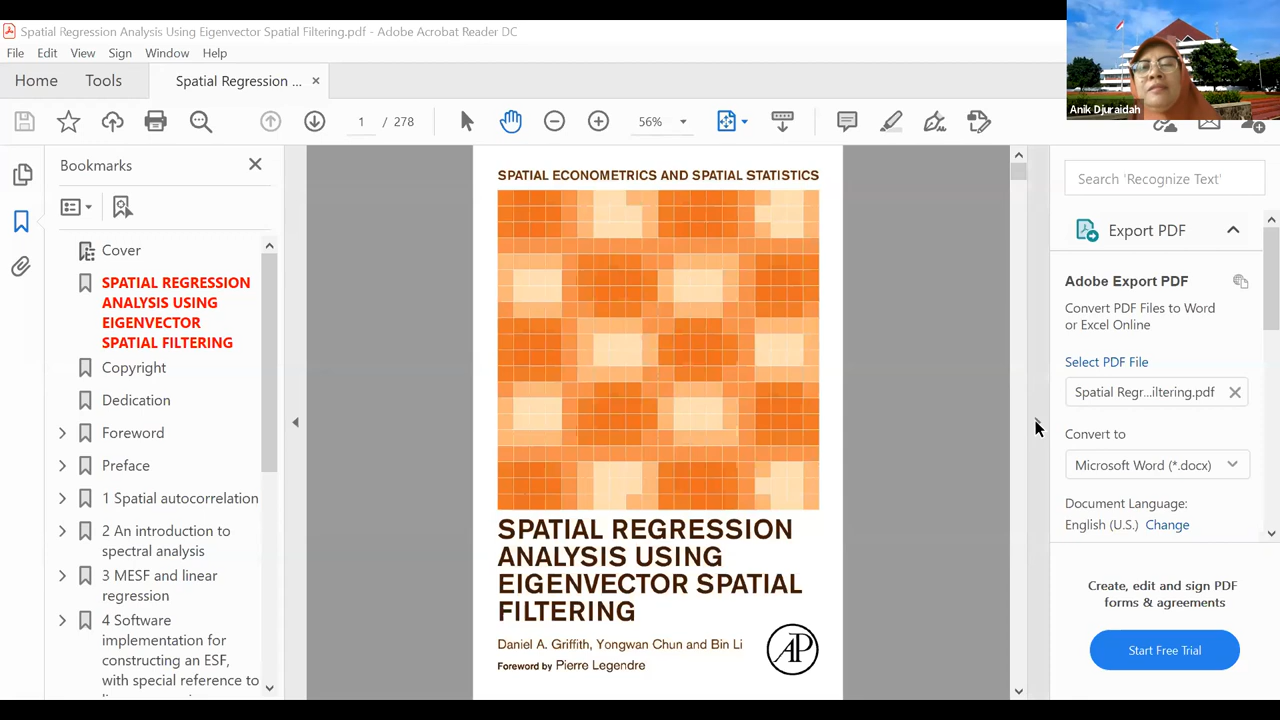 Spatial Regression Analysis Using Eigenvector Spatial Filtering.pdf - Adobe Acrobat Reader DC
File Edit View Sign Window Help
Home Tools Spatial Regression ... ×
1 / 278 56%
Anik Djuraidah
Bookmarks
Cover
SPATIAL REGRESSION
ANALYSIS USING
EIGENVECTOR
SPATIAL FILTERING
Copyright
Dedication
Foreword
Preface
1 Spatial autocorrelation
2 An introduction to
spectral analysis
3 MESF and linear
regression
4 Software
implementation for
constructing an ESF,
with special reference to
SPATIAL ECONOMETRICS AND SPATIAL STATISTICS
SPATIAL REGRESSION
ANALYSIS USING
EIGENVECTOR SPATIAL
FILTERING
Daniel A. Griffith, Yongwan Chun and Bin Li
Foreword by Pierre Legendre
AP
Search 'Recognize Text'
Export PDF
Adobe Export PDF
Convert PDF Files to Word
or Excel Online
Select PDF File
Spatial Regr...iltering.pdf
Convert to
Microsoft Word (*.docx)
Document Language:
English (U.S.) Change
Create, edit and sign PDF
forms & agreements
Start Free Trial